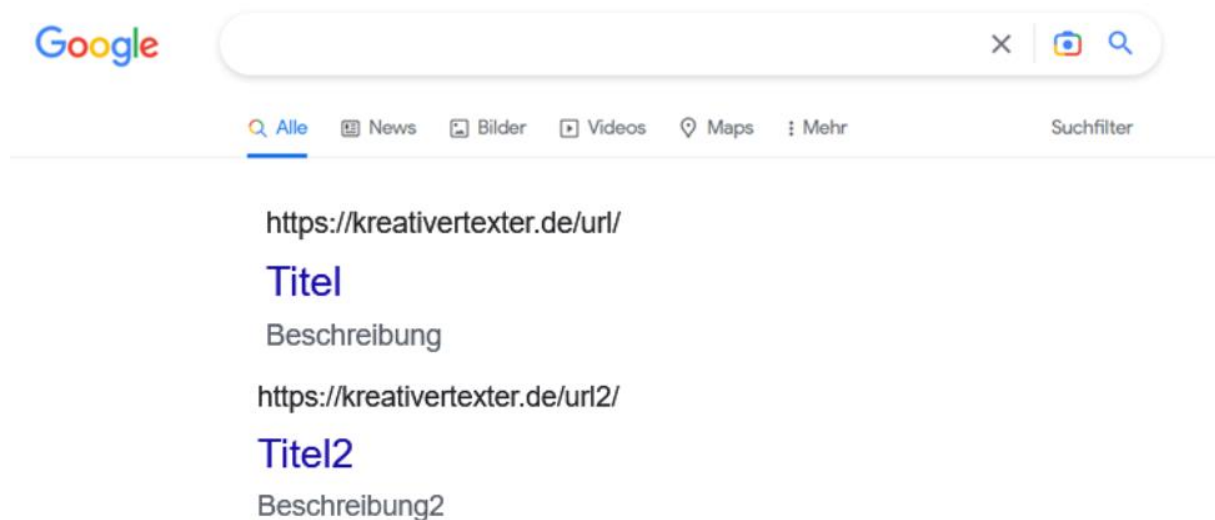 Google
Alle News Bilder Videos Maps Mehr Suchfilter
https://kreativertexter.de/url/
Titel
Beschreibung
https://kreativertexter.de/url2/
Titel2
Beschreibung2